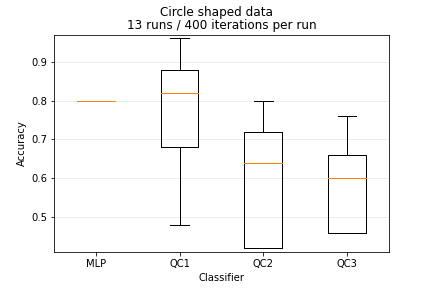 Circle shaped data
13 runs / 400 iterations per run
Accuracy
0.9
0.8
0.7
0.6
0.5
MLP
QC1
QC2
QC3
Classifier